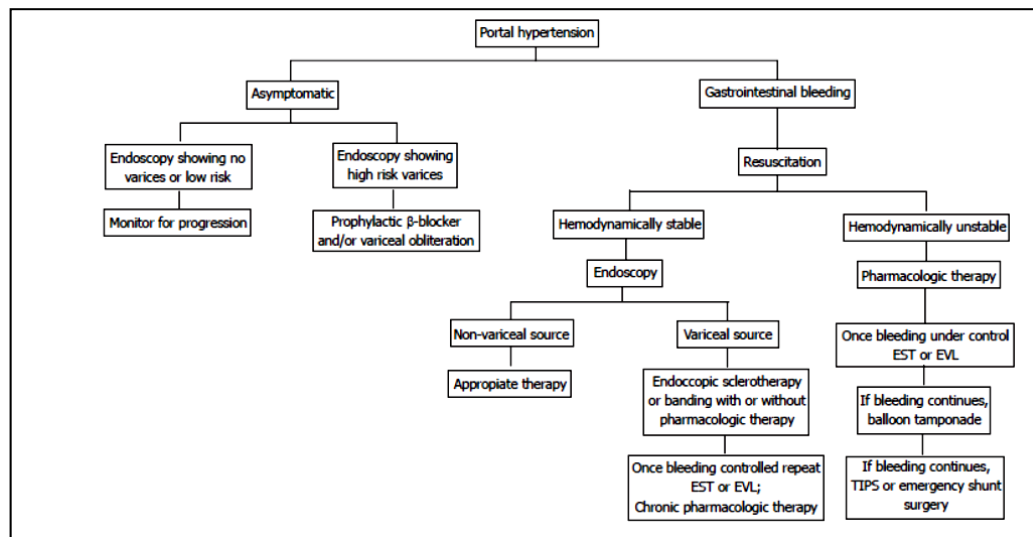 Portal hypertension
Asymptomatic
Gastrointestinal bleeding
Endoscopy showing no
varices or low risk
Endoscopy showing
high risk varices
Resuscitation
Monitor for progression
Prophylactic β-blocker
and/or variceal obliteration
Hemodynamically stable
Hemodynamically unstable
Endoscopy
Pharmacologic therapy
Non-variceal source
Variceal source
Once bleeding under control
EST or EVL
Appropiate therapy
Endoccopic sclerotherapy
or banding with or without
pharmacologic therapy
If bleeding continues,
balloon tamponade
Once bleeding controlled repeat
EST or EVL;
Chronic pharmacologic therapy
If bleeding continues,
TIPS or emergency shunt
surgery